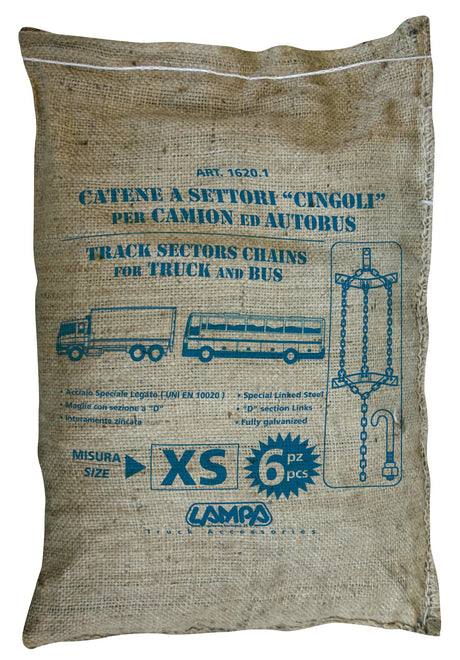 ART. 1620.1
CATENE A SETTORI “CINGOLI”
PER CAMION ED AUTOBUS
TRACK SECTORS CHAINS
FOR TRUCK AND BUS
• Acciaio Speciale Legato ( UNI EN 10020 )
• Maglie con sezione a "D"
• Interamente zincata
• Special Linked Steel
• "D" section Links
• Fully galvanized
MISURA
SIZE
XS
6 pz
pcs
LAMPA
Truck Accessories